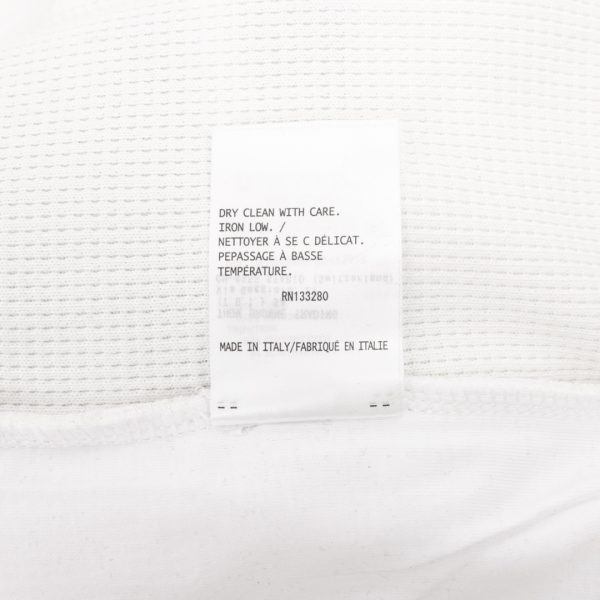 DRY CLEAN WITH CARE.
IRON LOW. /
NETTOYER À SE C DÉLICAT.
PEPASSAGE À BASSE
TEMPÉRATURE.
RN133280
MADE IN ITALY/FABRIQUÉ EN ITALIE